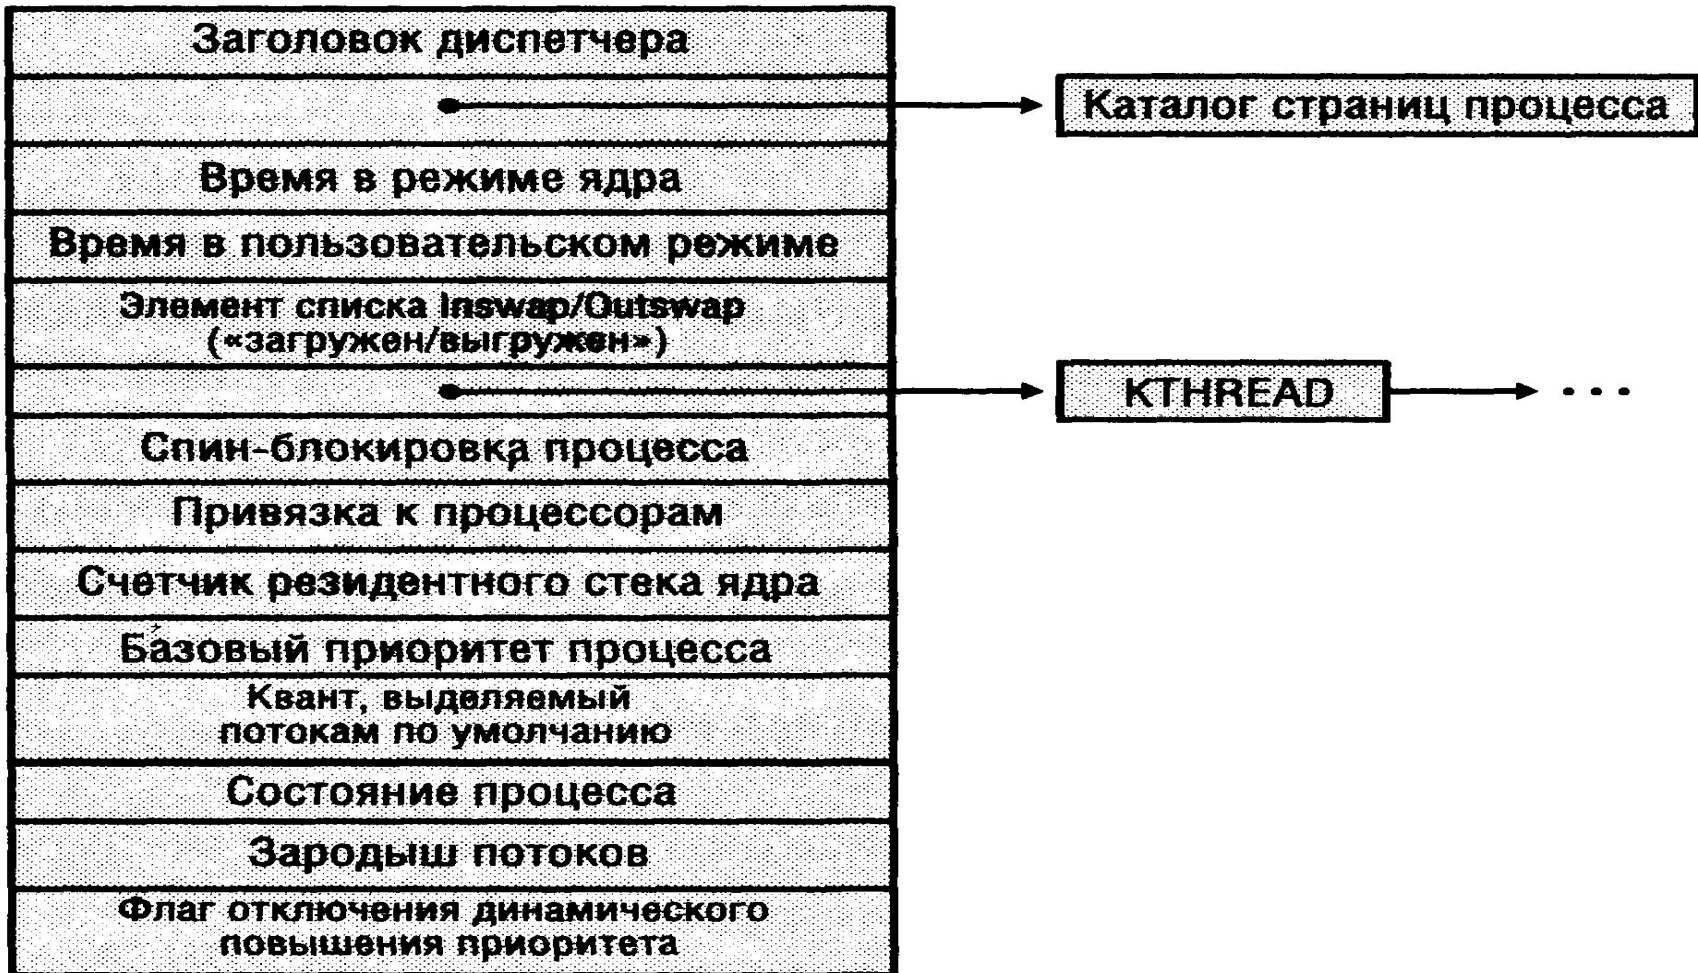 Заголовок диспетчера
Каталог страниц процесса
Время в режиме ядра
Время в пользовательском режиме
Элемент списка Inswap/Outswap
(«загружен/выгружен»)
KTHREAD
. . .
Спин-блокировка процесса
Привязка к процессорам
Счетчик резидентного стека ядра
Базовый приоритет процесса
Квант, выделяемый
потокам по умолчанию
Состояние процесса
Зародыш потоков
Флаг отключения динамического
повышения приоритета